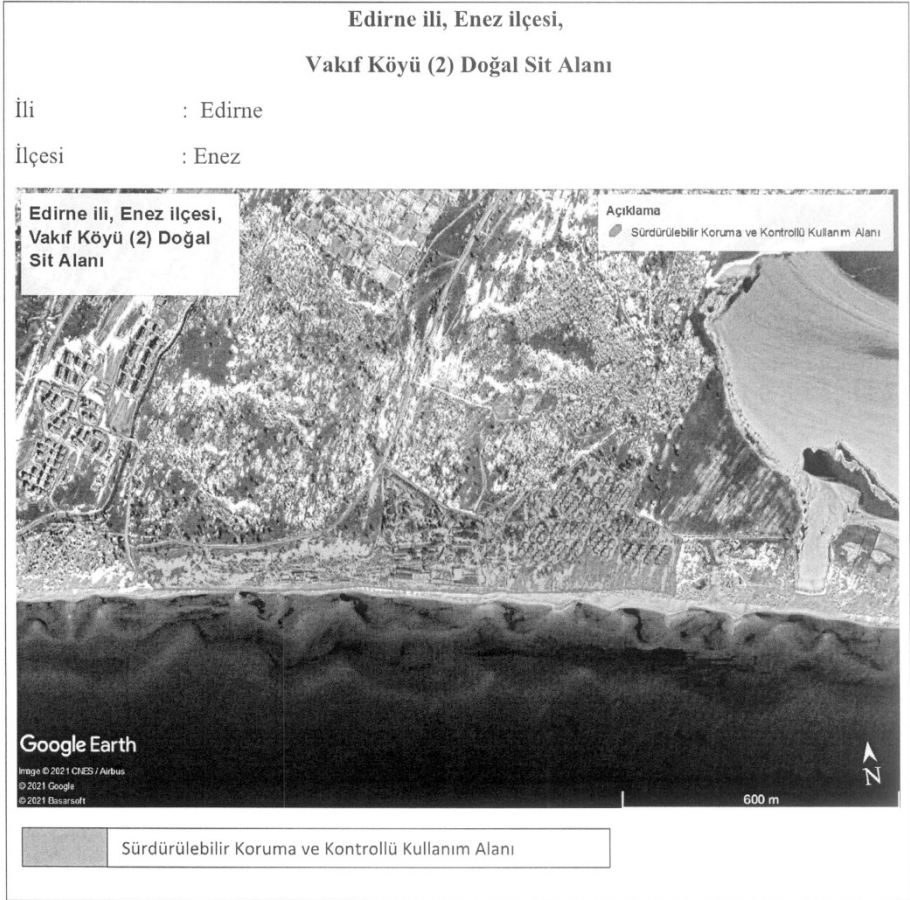 Edirne ili, Enez ilçesi,
Vakıf Köyü (2) Doğal Sit Alanı
İli : Edirne
İlçesi : Enez
Edirne ili, Enez ilçesi,
Vakıf Köyü (2) Doğal
Sit Alanı
Açıklama
Sürdürülebilir Koruma ve Kontrollü Kullanım Alanı
Google Earth
Image © 2021 CNES / Airbus
© 2021 Google
© 2021 Basarsoft
N
600 m
Sürdürülebilir Koruma ve Kontrollü Kullanım Alanı